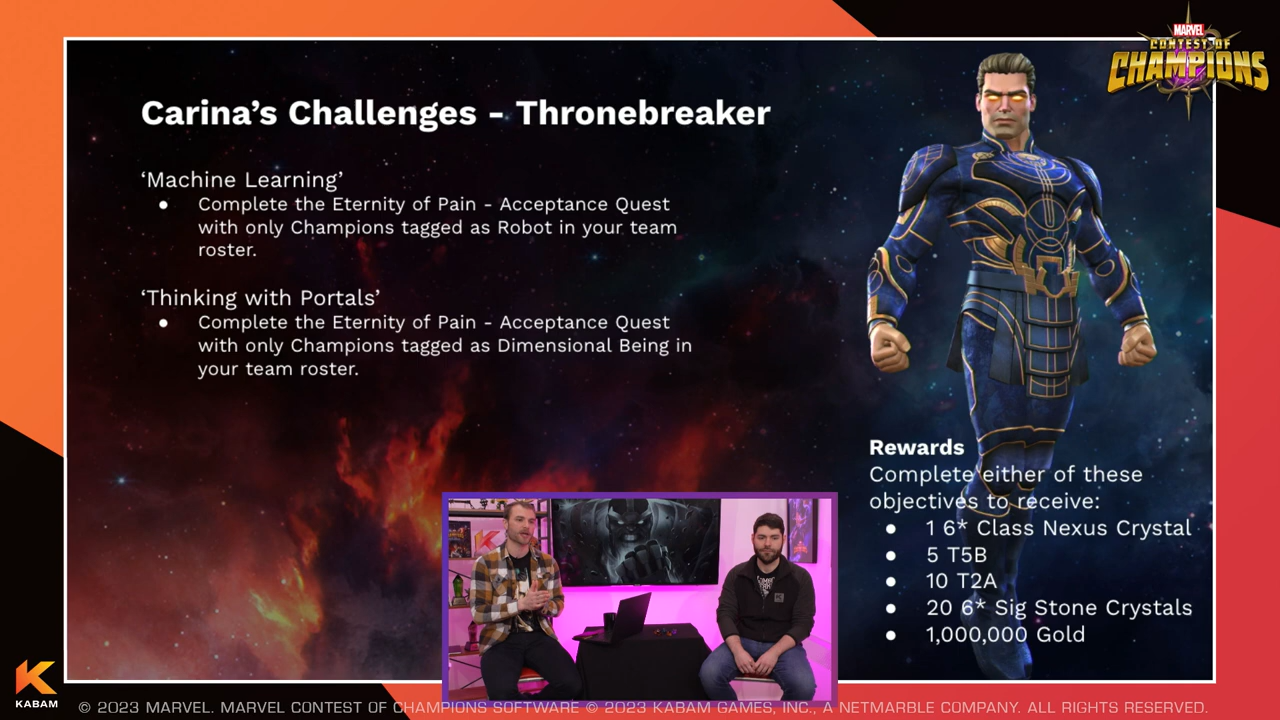 MARVEL
CONTEST OF
CHAMPIONS
Carina's Challenges - Thronebreaker
‘Machine Learning’
● Complete the Eternity of Pain - Acceptance Quest
with only Champions tagged as Robot in your team
roster.
‘Thinking with Portals’
● Complete the Eternity of Pain - Acceptance Quest
with only Champions tagged as Dimensional Being in
your team roster.
Rewards
Complete either of these
objectives to receive:
● 1 6* Class Nexus Crystal
● 5 T5B
● 10 T2A
● 20 6* Sig Stone Crystals
● 1,000,000 Gold
KABAM
© 2023 MARVEL. MARVEL CONTEST OF CHAMPIONS SOFTWARE © 2023 KABAM GAMES, INC., A NETMARBLE COMPANY. ALL RIGHTS RESERVED.